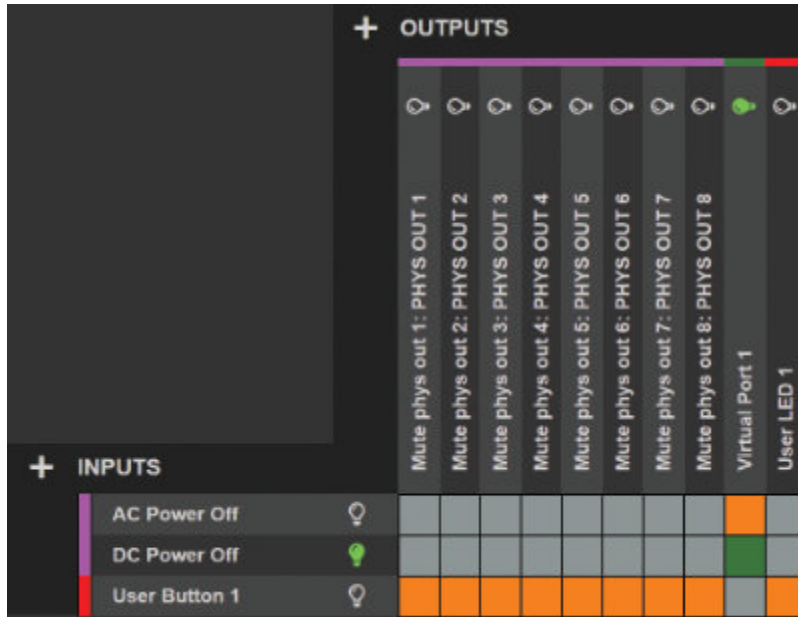 + OUTPUTS
Mute phys out 1: PHYS OUT 1
Mute phys out 2: PHYS OUT 2
Mute phys out 3: PHYS OUT 3
Mute phys out 4: PHYS OUT 4
Mute phys out 5: PHYS OUT 5
Mute phys out 6: PHYS OUT 6
Mute phys out 7: PHYS OUT 7
Mute phys out 8: PHYS OUT 8
Virtual Port 1
User LED 1
+ INPUTS
AC Power Off
DC Power Off
User Button 1